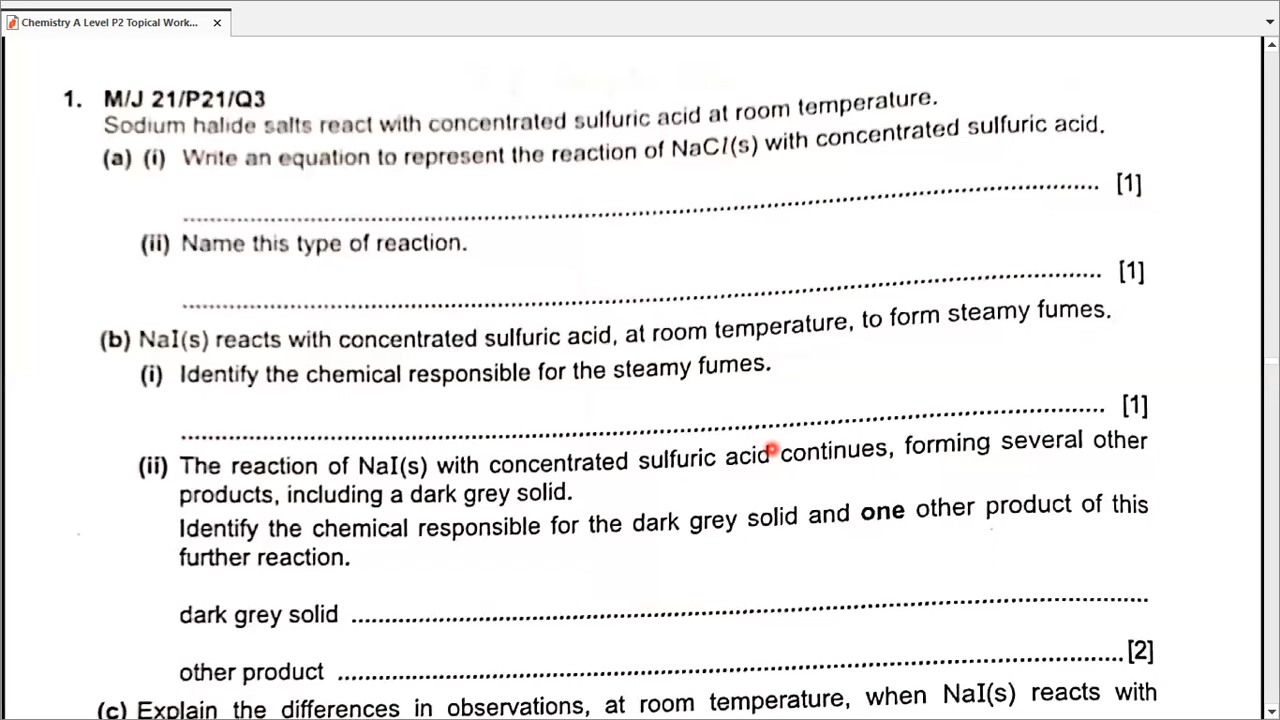 Chemistry A Level P2 Topical Work...
1. M/J 21/P21/Q3
Sodium halide salts react with concentrated sulfuric acid at room temperature.
(a) (i) Write an equation to represent the reaction of NaCl(s) with concentrated sulfuric acid.
[1]
(ii) Name this type of reaction.
[1]
(b) NaI(s) reacts with concentrated sulfuric acid, at room temperature, to form steamy fumes.
(i) Identify the chemical responsible for the steamy fumes.
[1]
(ii) The reaction of NaI(s) with concentrated sulfuric acid continues, forming several other
products, including a dark grey solid.
Identify the chemical responsible for the dark grey solid and one other product of this
further reaction.
dark grey solid
other product [2]
(c) Explain the differences in observations, at room temperature, when NaI(s) reacts with